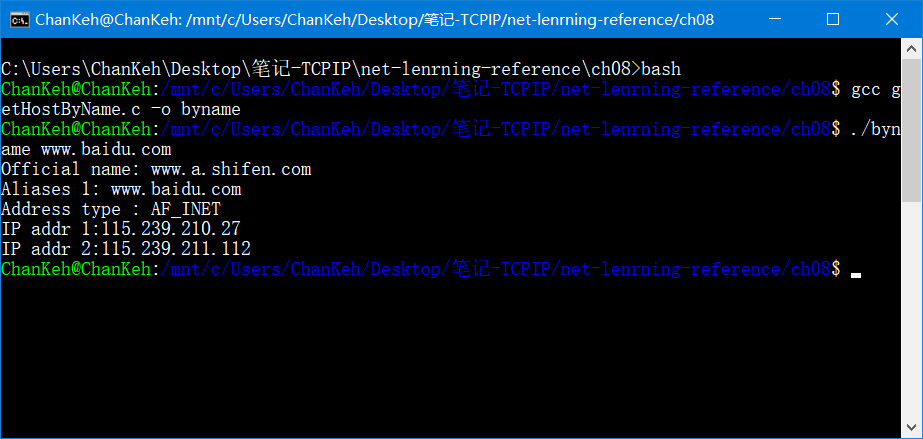 ChanKeh@ChanKeh: /mnt/c/Users/ChanKeh/Desktop/笔记-TCPIP/net-lenrning-reference/ch08
C:\Users\ChanKeh\Desktop\笔记-TCPIP\net-lenrning-reference\ch08>bash
ChanKeh@ChanKeh:/mnt/c/Users/ChanKeh/Desktop/笔记-TCPIP/net-lenrning-reference/ch08$ gcc g
etHostByName.c -o byname
ChanKeh@ChanKeh:/mnt/c/Users/ChanKeh/Desktop/笔记-TCPIP/net-lenrning-reference/ch08$ ./byn
ame www.baidu.com
Official name: www.a.shifen.com
Aliases 1: www.baidu.com
Address type : AF_INET
IP addr 1:115.239.210.27
IP addr 2:115.239.211.112
ChanKeh@ChanKeh:/mnt/c/Users/ChanKeh/Desktop/笔记-TCPIP/net-lenrning-reference/ch08$